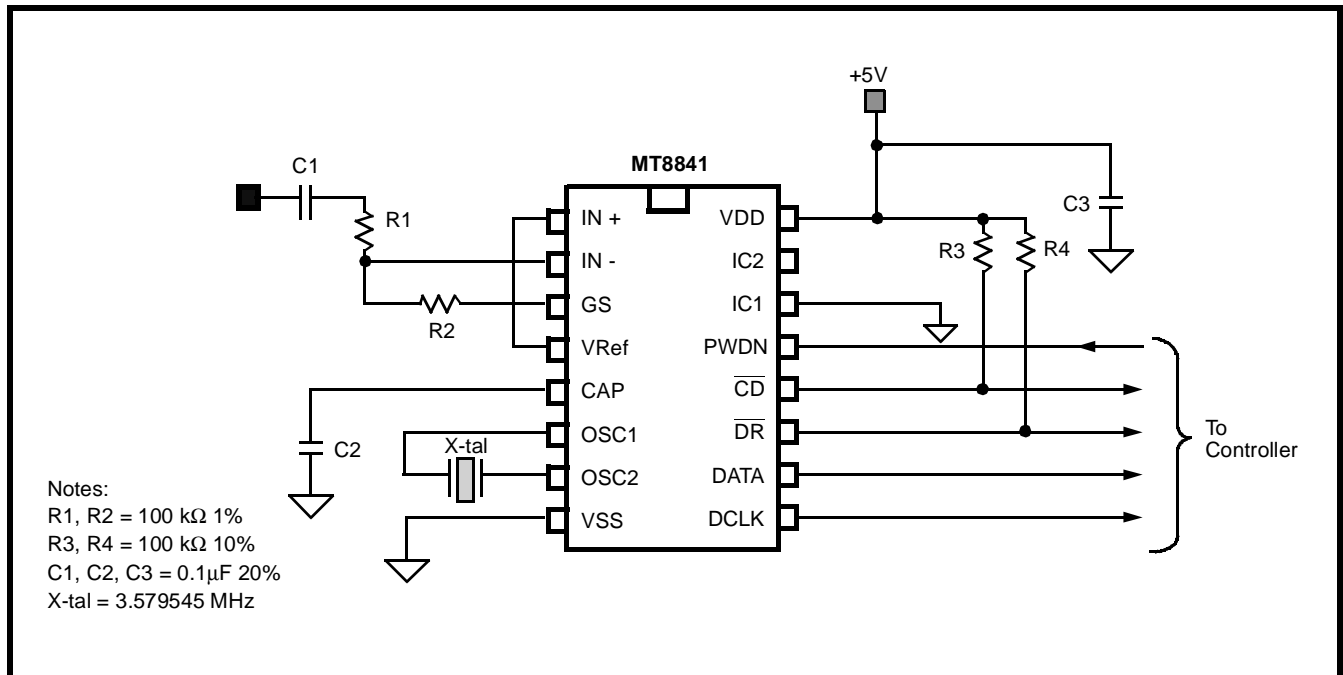 +5V
MT8841
C1
R1
R2
C2
X-tal
IN +
IN -
GS
VRef
CAP
OSC1
OSC2
VSS
VDD
IC2
IC1
PWDN
C̅D̅
D̅R̅
DATA
DCLK
R3
R4
C3
To
Controller
Notes:
R1, R2 = 100 kΩ 1%
R3, R4 = 100 kΩ 10%
C1, C2, C3 = 0.1μF 20%
X-tal = 3.579545 MHz